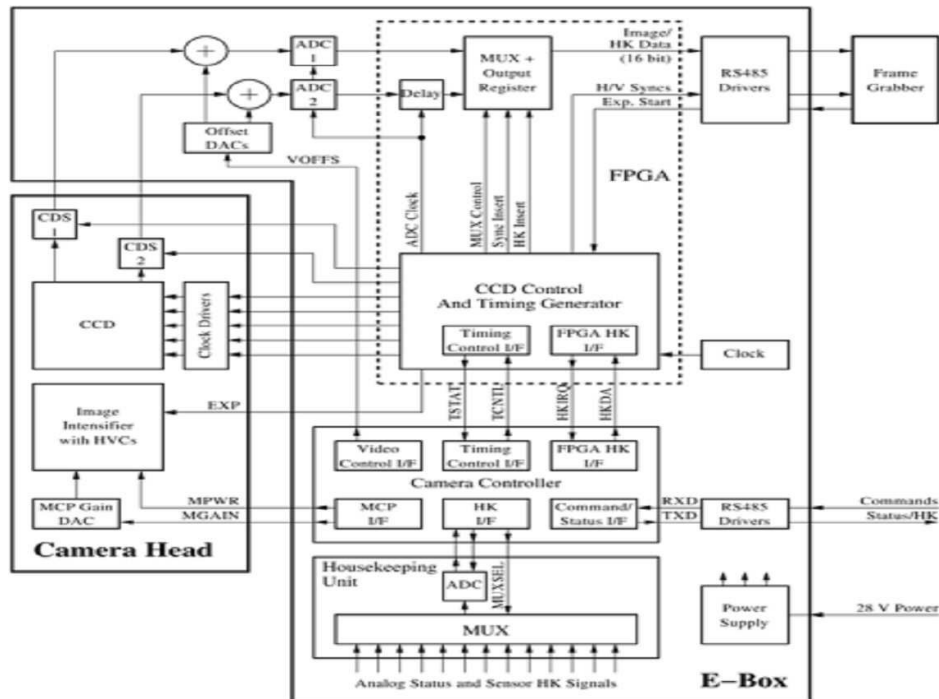 ADC
1
MUX +
Output
Register
Image/
HK Data
(16 bit)
RS485
Drivers
Frame
Grabber
ADC
2
Delay
H/V Syncs
Exp. Start
Offset
DACs
VOFFS
FPGA
ADC Clock
MUX Control
Sync Insert
HK Insert
CDS
1
CDS
2
CCD
Clock Drivers
CCD Control
And Timing Generator
Timing
Control I/F
FPGA HK
I/F
Clock
EXP
TSTAT
TCNTL
HKIRQ
HKDA
Image
Intensifier
with HVCs
Video
Control I/F
Timing
Control I/F
FPGA HK
I/F
Camera Controller
MCP Gain
DAC
MPWR
MGAIN
MCP
I/F
HK
I/F
Command/
Status I/F
RXD
TXD
RS485
Drivers
Commands
Status/HK
Camera Head
Housekeeping
Unit
ADC
MUXSEL
MUX
Power
Supply
28 V Power
Analog Status and Sensor HK Signals
E-Box